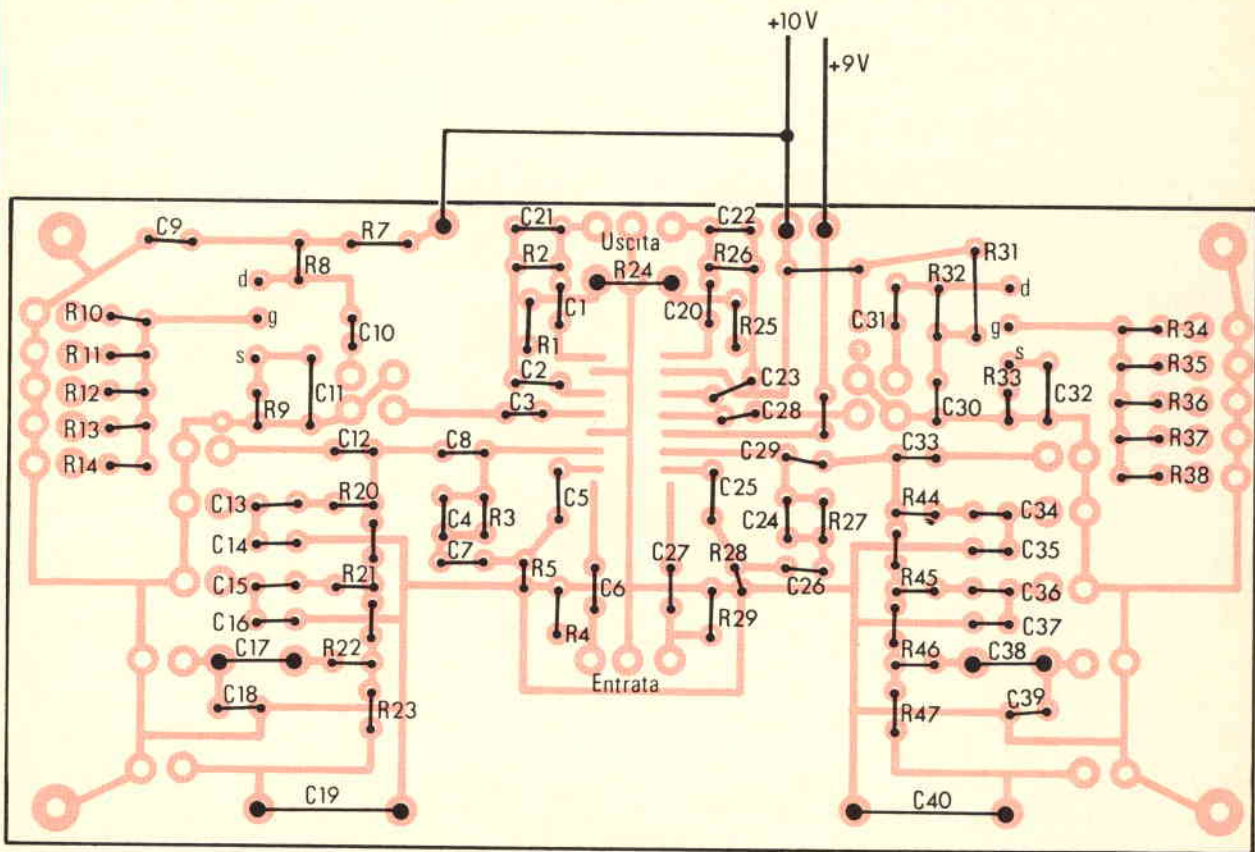 +10V
+9V
C9
R7
C21
C22
R8
R2
Uscita
R26
R31
d
R24
R32
d
R10
g
C10
C1
C20
R25
C31
g
R34
R11
s
R1
s
R35
R12
C11
C2
C23
R33
C32
R36
R9
C3
C28
C30
R13
R37
R14
C12
C8
C29
C33
R38
C13
R20
C4
R3
C5
C25
C24
R27
R44
C34
C14
C7
R5
C27
R28
C35
C15
R21
C6
C26
R45
C36
C16
R4
R29
C37
C17
R22
R46
C38
Entrata
C18
R23
R47
C39
C19
C40